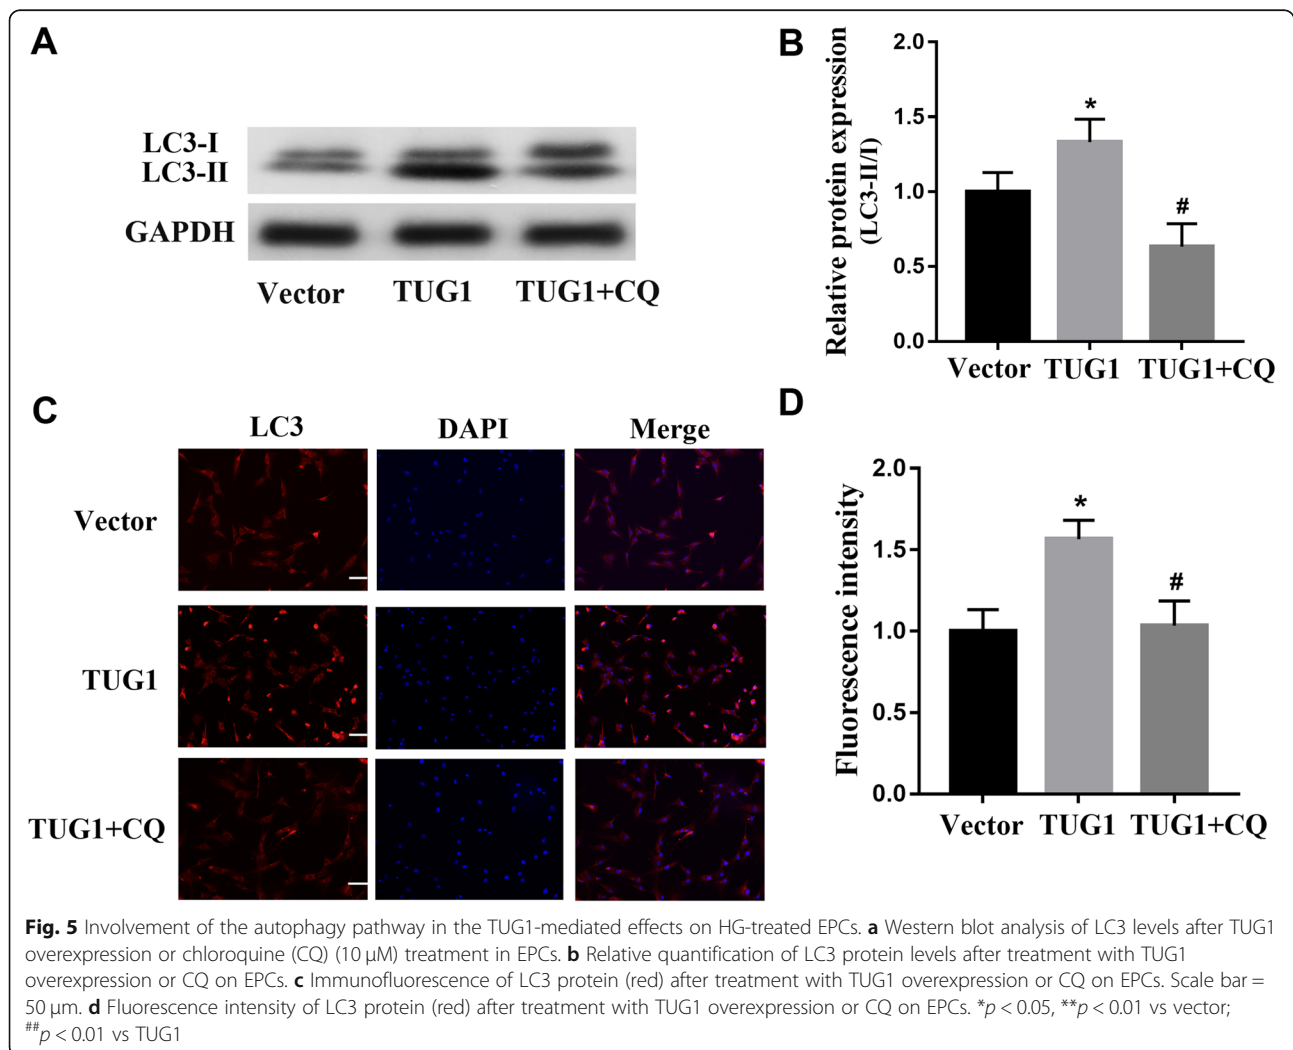 A
LC3-I
LC3-II
GAPDH
Vector TUG1 TUG1+CQ
B
Relative protein expression
(LC3-II/I)
2.0
1.5
1.0
0.5
0.0
*
#
Vector TUG1 TUG1+CQ
C
LC3 DAPI Merge
Vector
TUG1
TUG1+CQ
D
Fluorescence intensity
2.0
1.5
1.0
0.5
0.0
*
#
Vector TUG1 TUG1+CQ
Fig. 5 Involvement of the autophagy pathway in the TUG1-mediated effects on HG-treated EPCs. a Western blot analysis of LC3 levels after TUG1
overexpression or chloroquine (CQ) (10 μM) treatment in EPCs. b Relative quantification of LC3 protein levels after treatment with TUG1
overexpression or CQ on EPCs. c Immunofluorescence of LC3 protein (red) after treatment with TUG1 overexpression or CQ on EPCs. Scale bar =
50 μm. d Fluorescence intensity of LC3 protein (red) after treatment with TUG1 overexpression or CQ on EPCs. *p < 0.05, **p < 0.01 vs vector;
##p < 0.01 vs TUG1